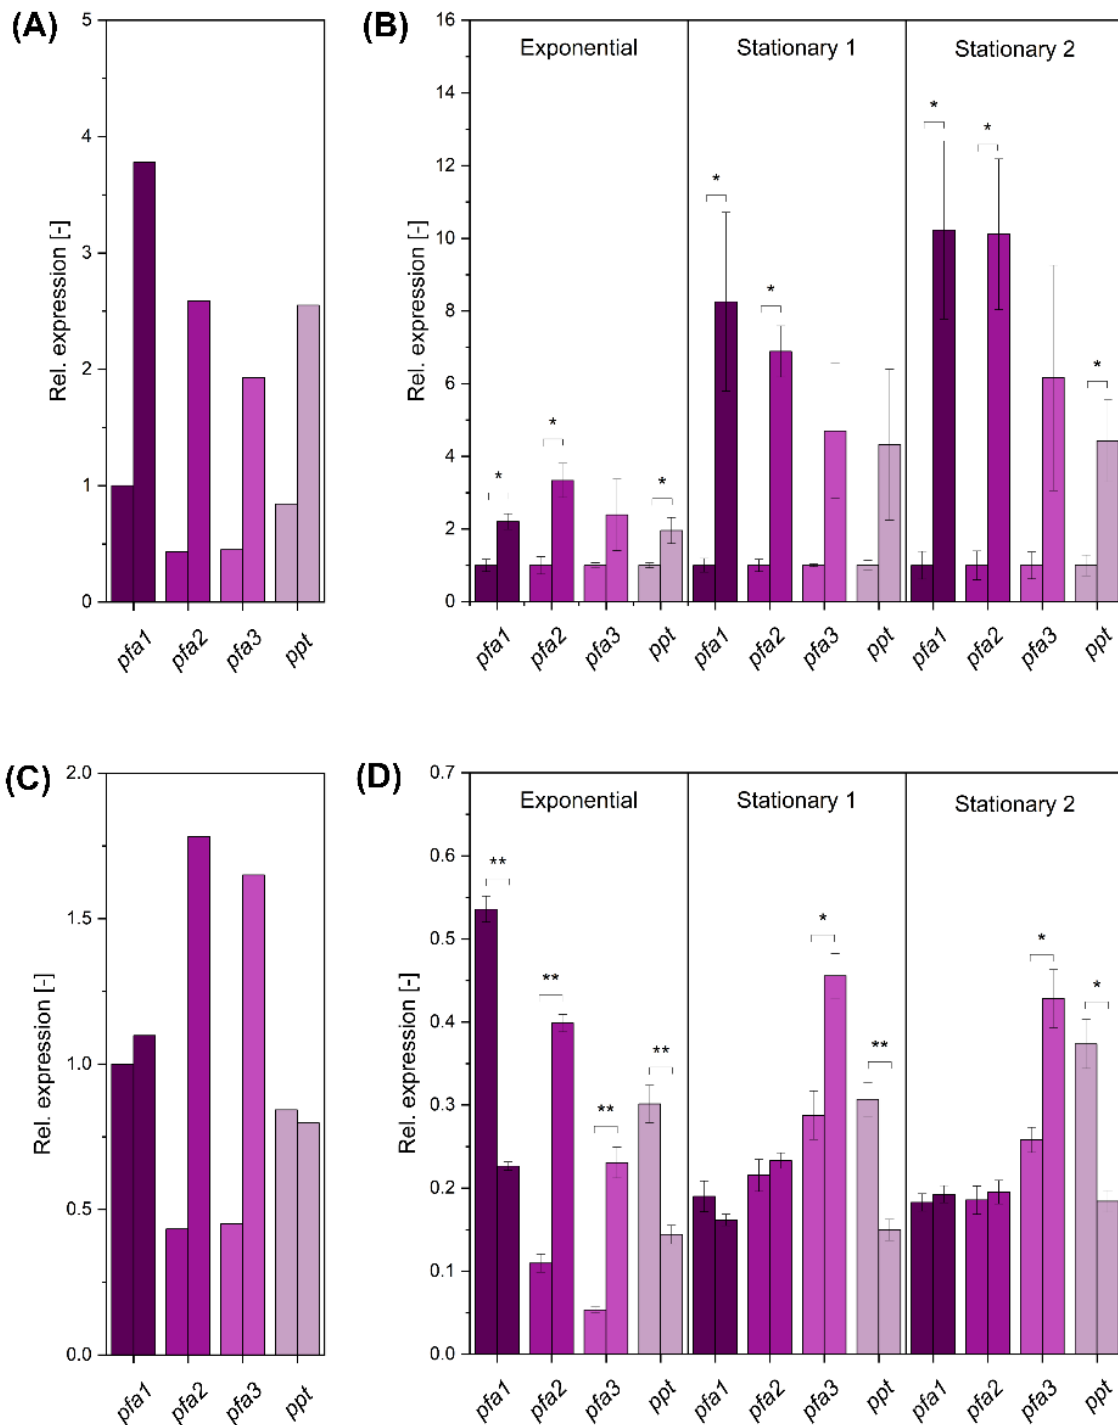 (A)
5
4
3
2
1
0
Rel. expression [-]
pfa1
pfa2
pfa3
ppt
(B)
16
14
12
10
8
6
4
2
0
Rel. expression [-]
Exponential
Stationary 1
Stationary 2
*
*
*
*
*
*
*
*
pfa1
pfa2
pfa3
ppt
pfa1
pfa2
pfa3
ppt
pfa1
pfa2
pfa3
ppt
(C)
2.0
1.5
1.0
0.5
0.0
Rel. expression [-]
pfa1
pfa2
pfa3
ppt
(D)
0.7
0.6
0.5
0.4
0.3
0.2
0.1
0.0
Rel. expression [-]
Exponential
Stationary 1
Stationary 2
**
**
**
**
*
**
*
*
pfa1
pfa2
pfa3
ppt
pfa1
pfa2
pfa3
ppt
pfa1
pfa2
pfa3
ppt